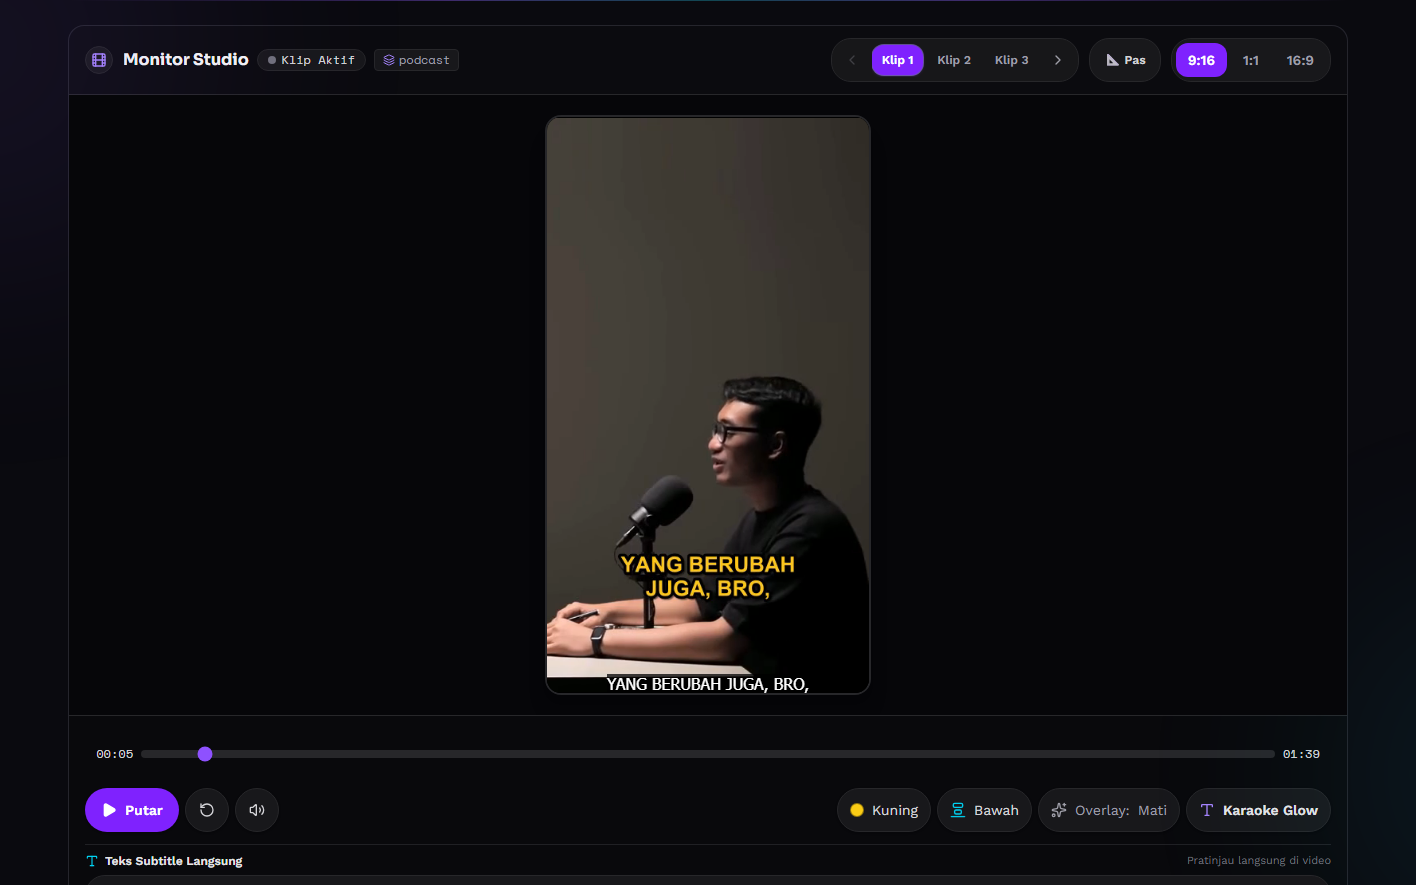 Monitor Studio
Klip Aktif
podcast
Klip 1
Klip 2
Klip 3
Pas
9:16
1:1
16:9
YANG BERUBAH
JUGA, BRO,
YANG BERUBAH JUGA, BRO,
00:05
01:39
Putar
Kuning
Bawah
Overlay: Mati
Karaoke Glow
Teks Subtitle Langsung
Pratinjau langsung di video